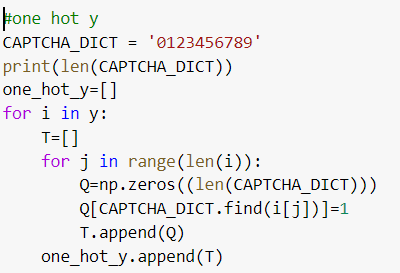 #one hot y
CAPTCHA_DICT = '0123456789'
print(len(CAPTCHA_DICT))
one_hot_y=[]
for i in y:
    T=[]
    for j in range(len(i)):
        Q=np.zeros((len(CAPTCHA_DICT)))
        Q[CAPTCHA_DICT.find(i[j])]=1
        T.append(Q)
    one_hot_y.append(T)